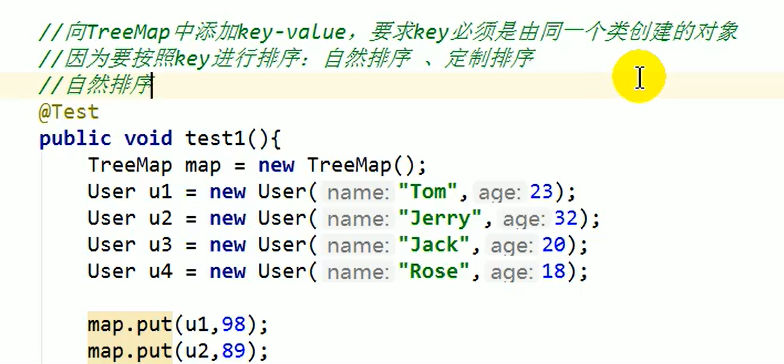 //向TreeMap中添加key-value，要求key必须是由同一个类创建的对象
//因为要按照key进行排序：自然排序 、定制排序
//自然排序
@Test
public void test1(){
TreeMap map = new TreeMap();
User u1 = new User( name: "Tom", age: 23);
User u2 = new User( name: "Jerry", age: 32);
User u3 = new User( name: "Jack", age: 20);
User u4 = new User( name: "Rose", age: 18);
map.put(u1,98);
map.put(u2,89);